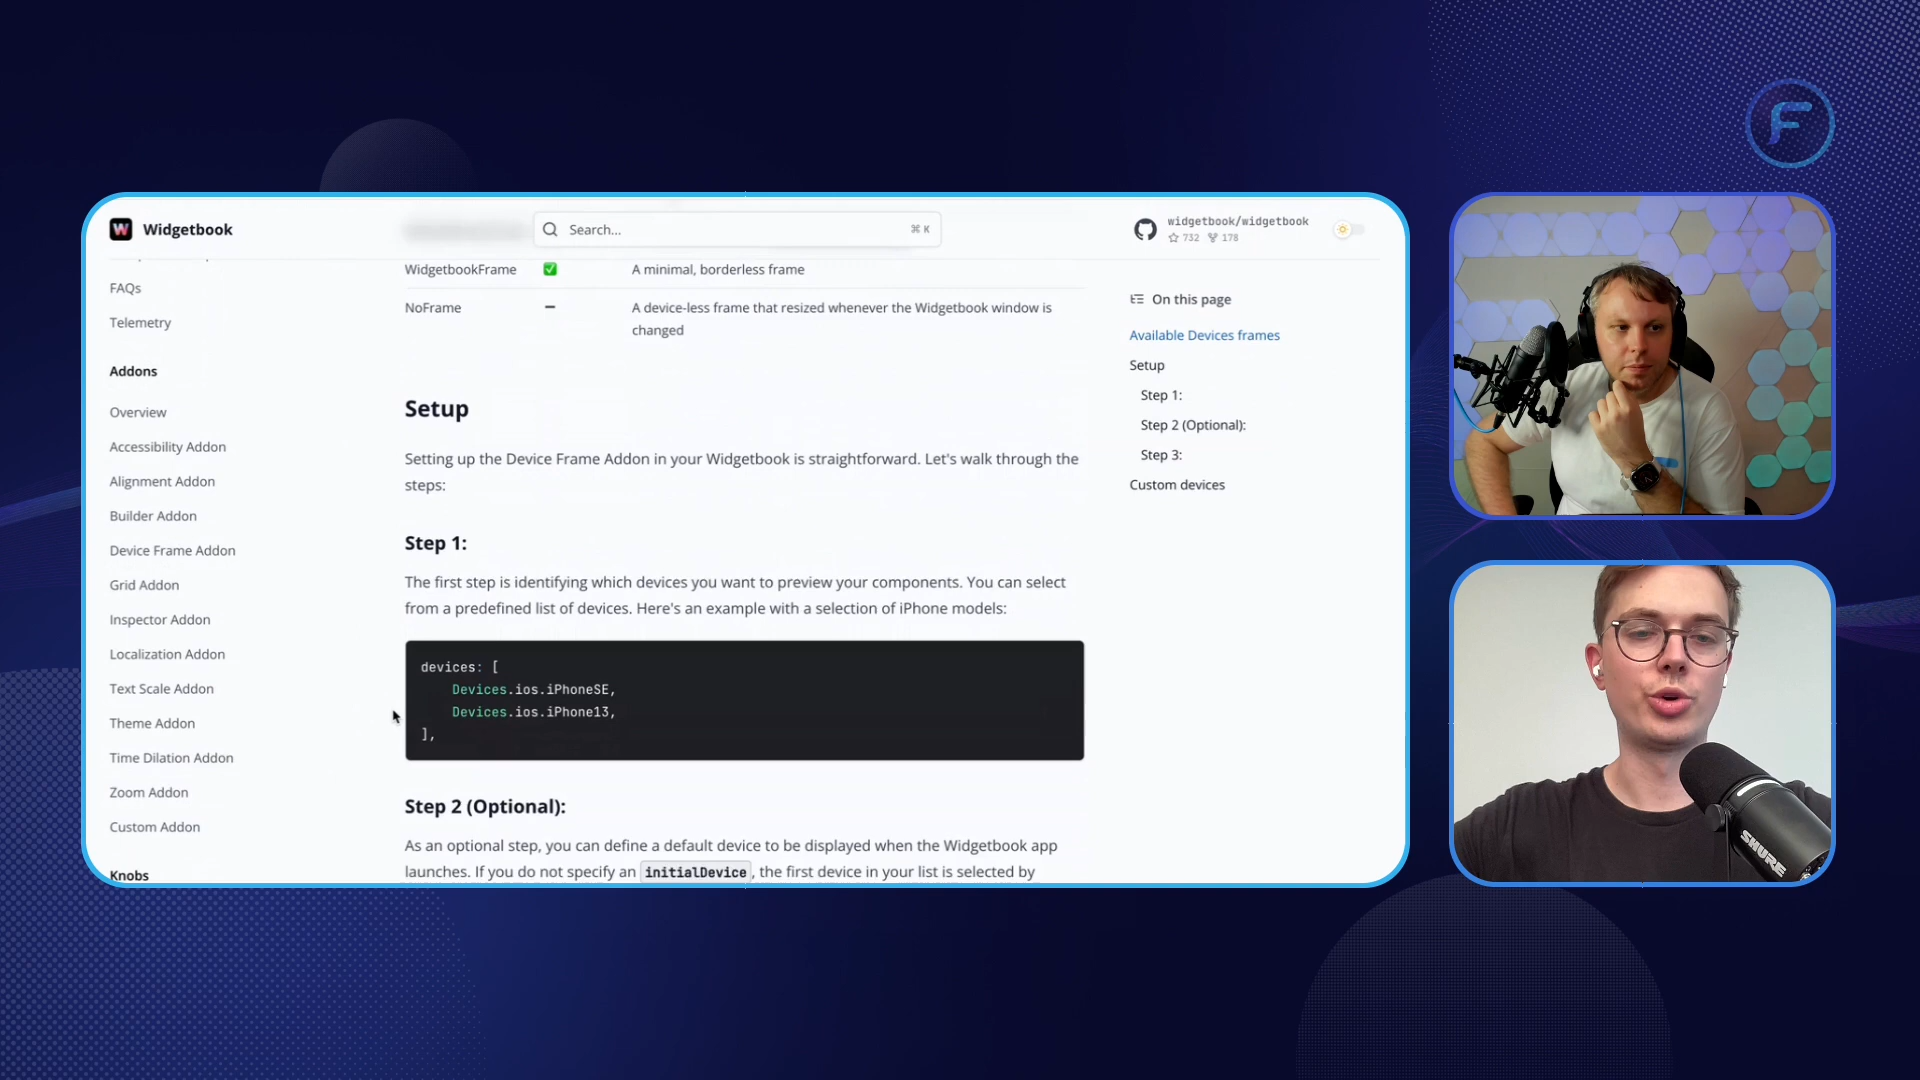 W Widgetbook
Search...
⌘ K
widgetbook/widgetbook
732 178
FAQs
Telemetry
Addons
Overview
Accessibility Addon
Alignment Addon
Builder Addon
Device Frame Addon
Grid Addon
Inspector Addon
Localization Addon
Text Scale Addon
Theme Addon
Time Dilation Addon
Zoom Addon
Custom Addon
Knobs
WidgetbookFrame ✅ A minimal, borderless frame
NoFrame – A device-less frame that resized whenever the Widgetbook window is
changed
Setup
Setting up the Device Frame Addon in your Widgetbook is straightforward. Let's walk through the
steps:
Step 1:
The first step is identifying which devices you want to preview your components. You can select
from a predefined list of devices. Here's an example with a selection of iPhone models:
devices: [
Devices.ios.iPhoneSE,
Devices.ios.iPhone13,
],
Step 2 (Optional):
As an optional step, you can define a default device to be displayed when the Widgetbook app
launches. If you do not specify an initialDevice, the first device in your list is selected by
On this page
Available Devices frames
Setup
Step 1:
Step 2 (Optional):
Step 3:
Custom devices
F
SHURE